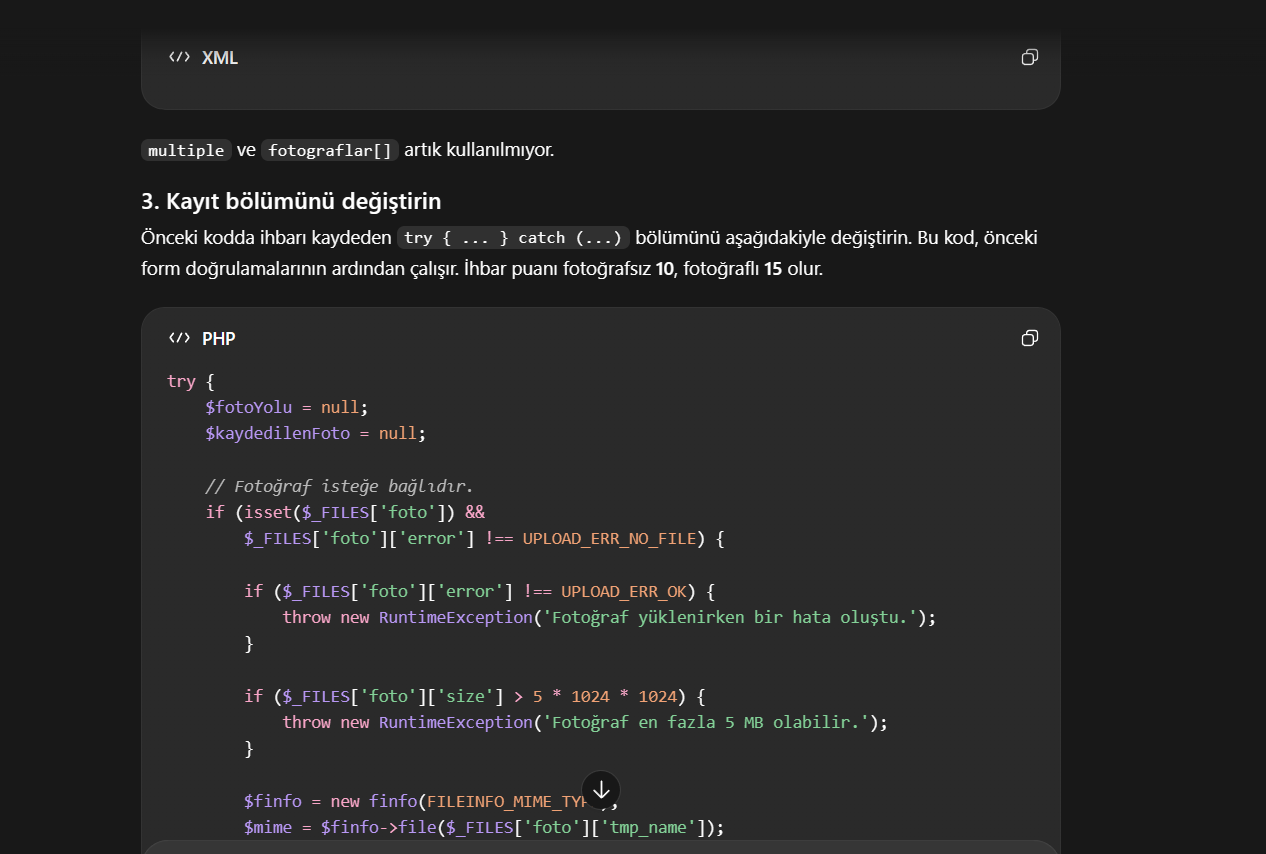 XML
multiple ve fotograflar[] artık kullanılmıyor.
3. Kayıt bölümünü değiştirin
Önceki kodda ihbarı kaydeden try { ... } catch (...) bölümünü aşağıdakiyle değiştirin. Bu kod, önceki
form doğrulamalarının ardından çalışır. İhbar puanı fotoğrafsız 10, fotoğraflı 15 olur.
PHP
try {
    $fotoYolu = null;
    $kaydedilenFoto = null;
    // Fotoğraf isteğe bağlıdır.
    if (isset($_FILES['foto']) &&
        $_FILES['foto']['error'] !== UPLOAD_ERR_NO_FILE) {
        if ($_FILES['foto']['error'] !== UPLOAD_ERR_OK) {
            throw new RuntimeException('Fotoğraf yüklenirken bir hata oluştu.');
        }
        if ($_FILES['foto']['size'] > 5 * 1024 * 1024) {
            throw new RuntimeException('Fotoğraf en fazla 5 MB olabilir.');
        }
        $finfo = new finfo(
        $mime = $finfo->file($_FILES['foto']['tmp_name']);